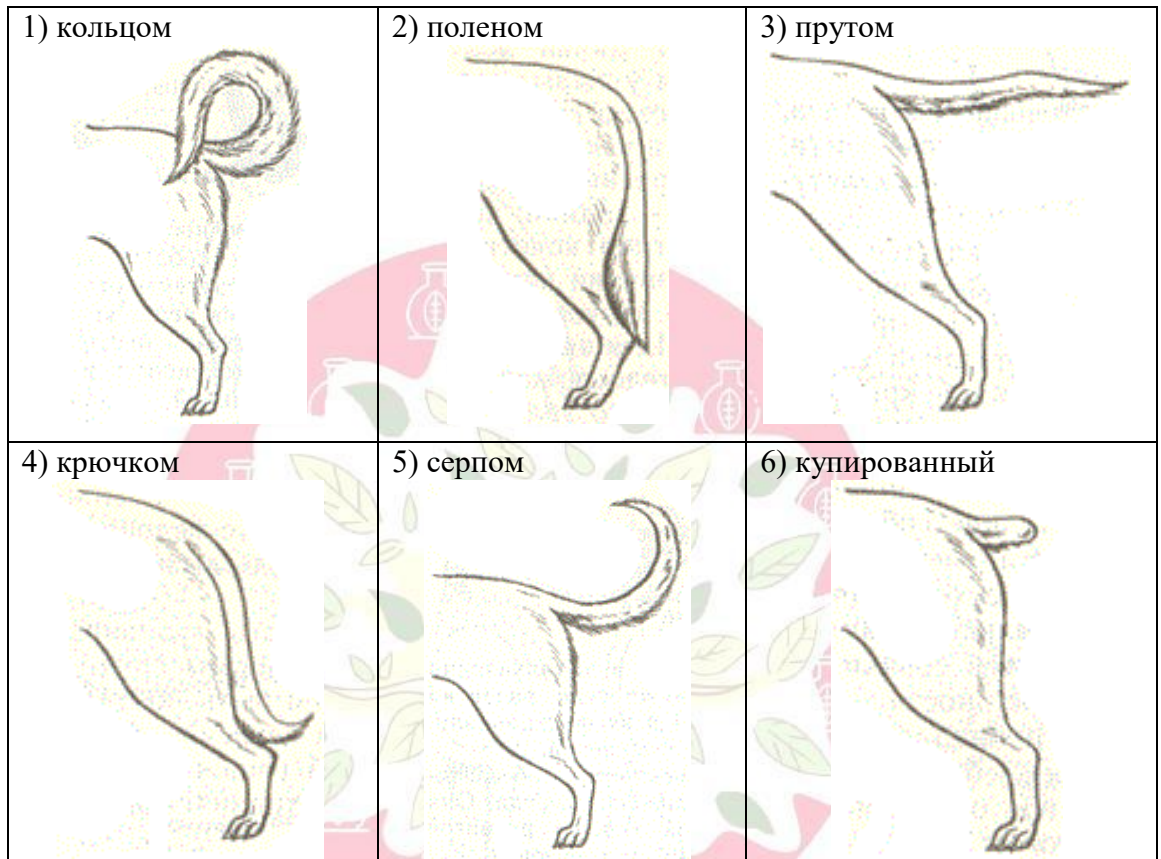 1) кольцом
2) поленом
3) прутом
4) крючком
5) серпом
6) купированный